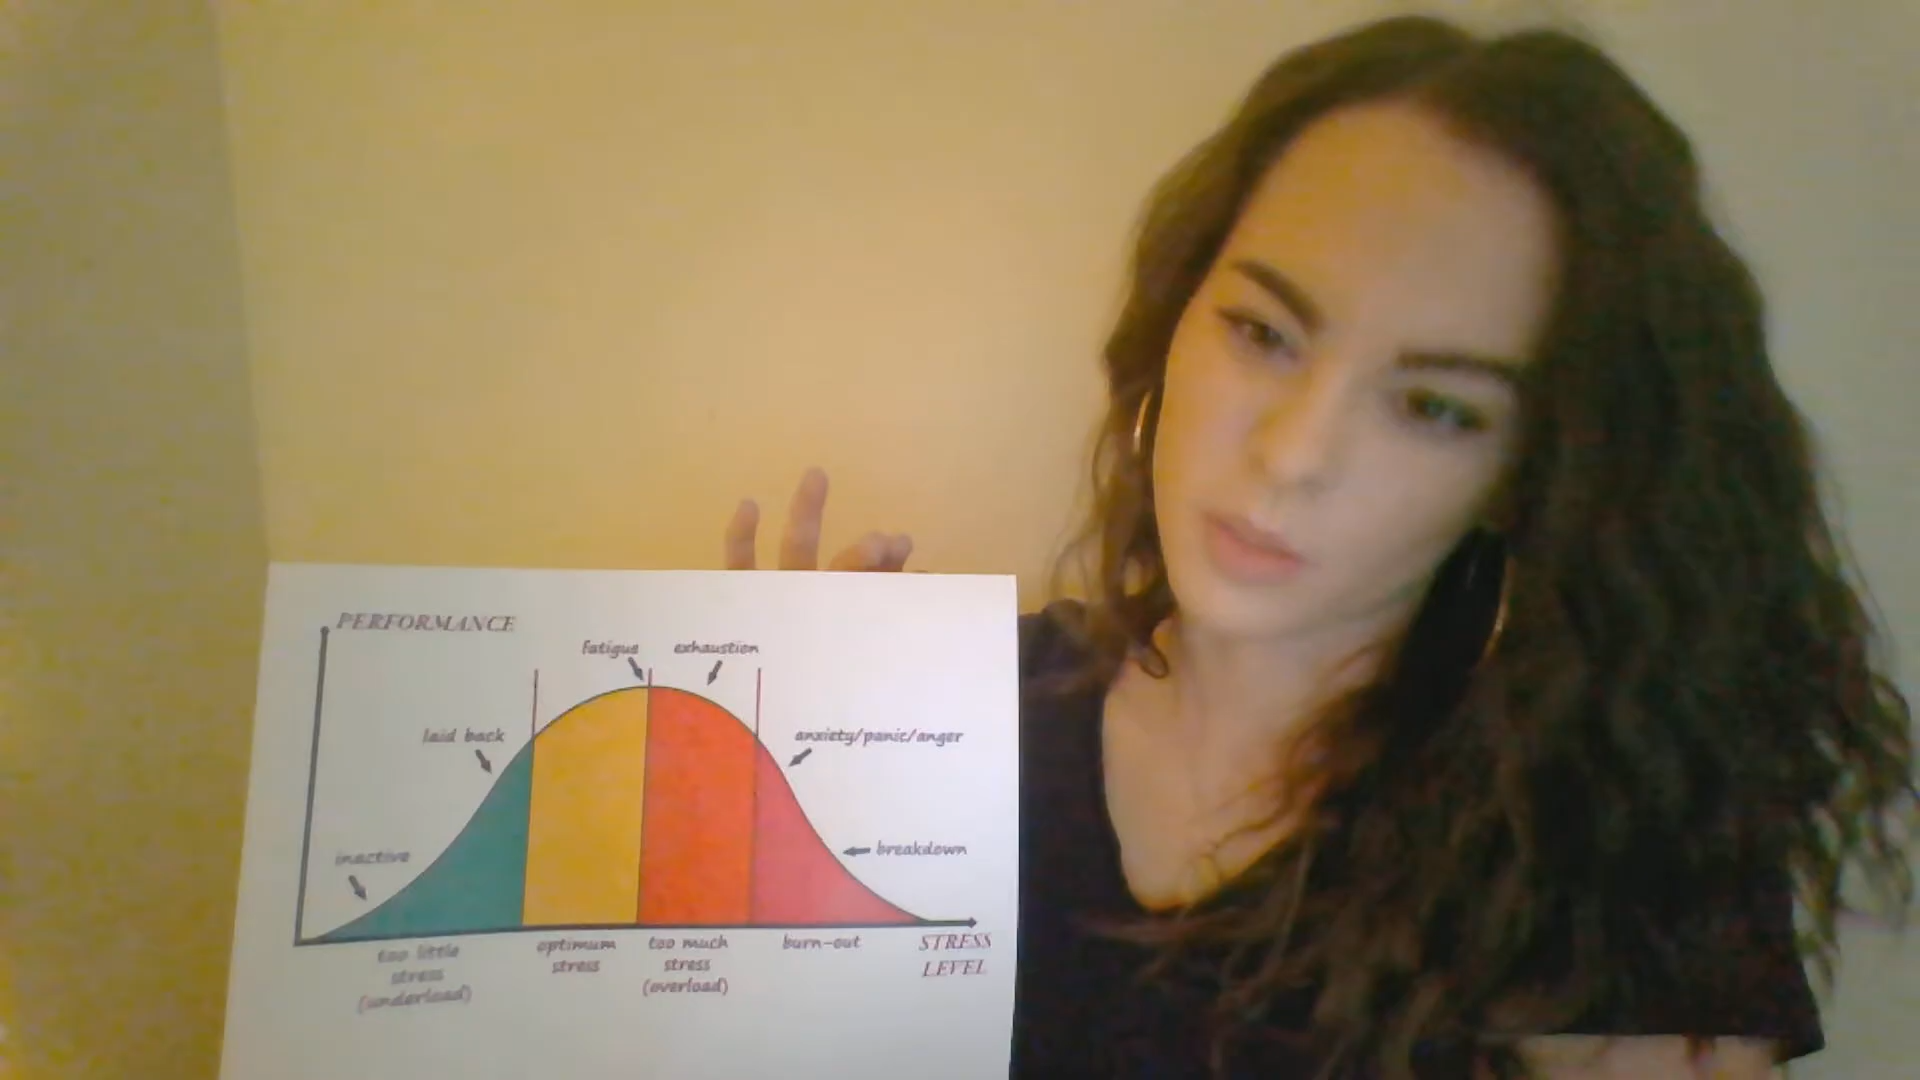 PERFORMANCE
fatigue
exhaustion
laid back
anxiety/panic/anger
inactive
breakdown
too little
stress
(underload)
optimum
stress
too much
stress
(overload)
burn-out
STRESS
LEVEL